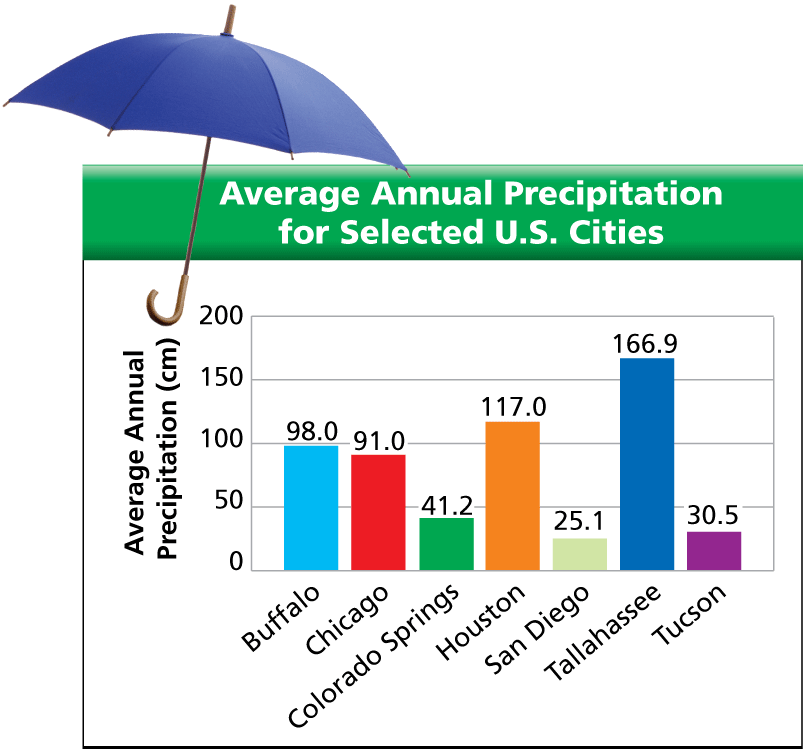 Average Annual Precipitation
for Selected U.S. Cities
Average Annual
Precipitation (cm)
200
150
100
50
0
98.0
91.0
41.2
117.0
25.1
166.9
30.5
Buffalo
Chicago
Colorado Springs
Houston
San Diego
Tallahassee
Tucson